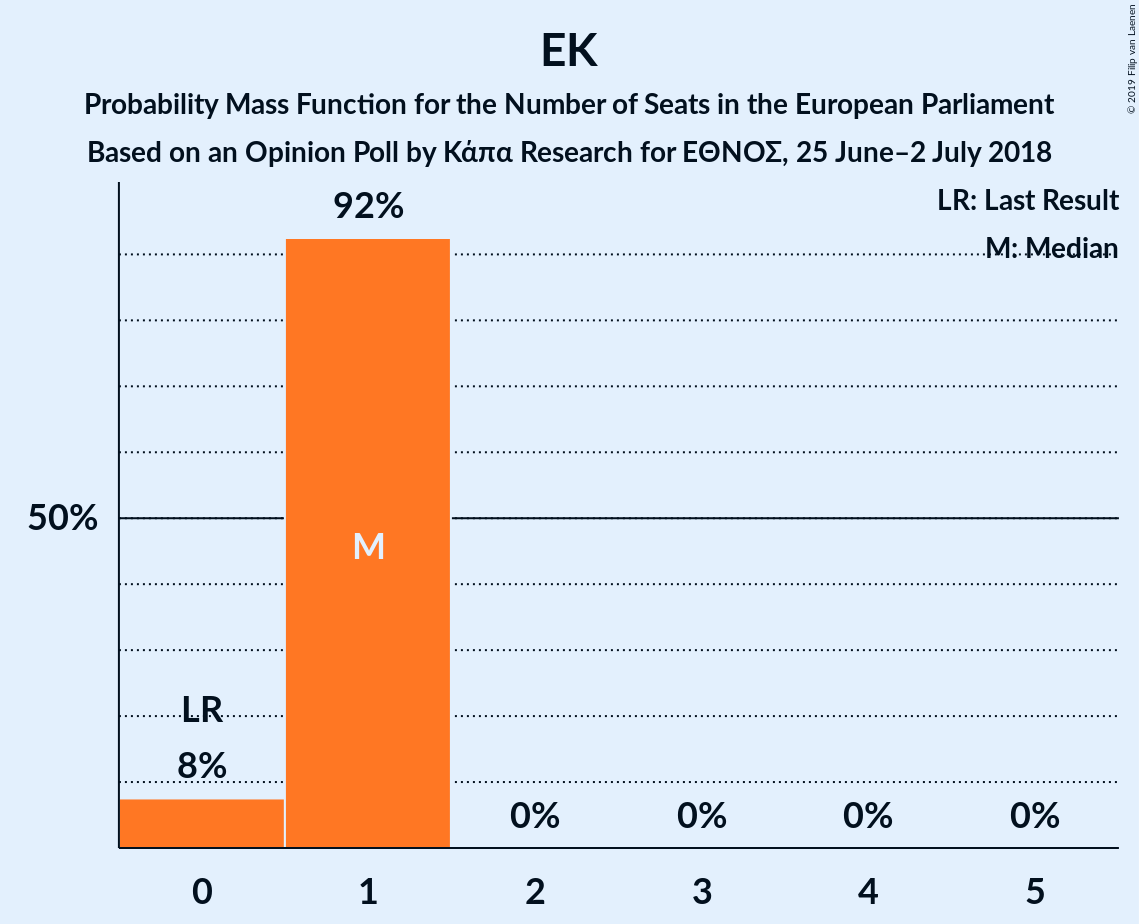 EK
Probability Mass Function for the Number of Seats in the European Parliament
Based on an Opinion Poll by Κάπα Research for ΕΘΝΟΣ, 25 June–2 July 2018
© 2019 Filip van Laenen
LR: Last Result
M: Median
92%
50%
M
LR
8%
0%
0%
0%
0%
0
1
2
3
4
5